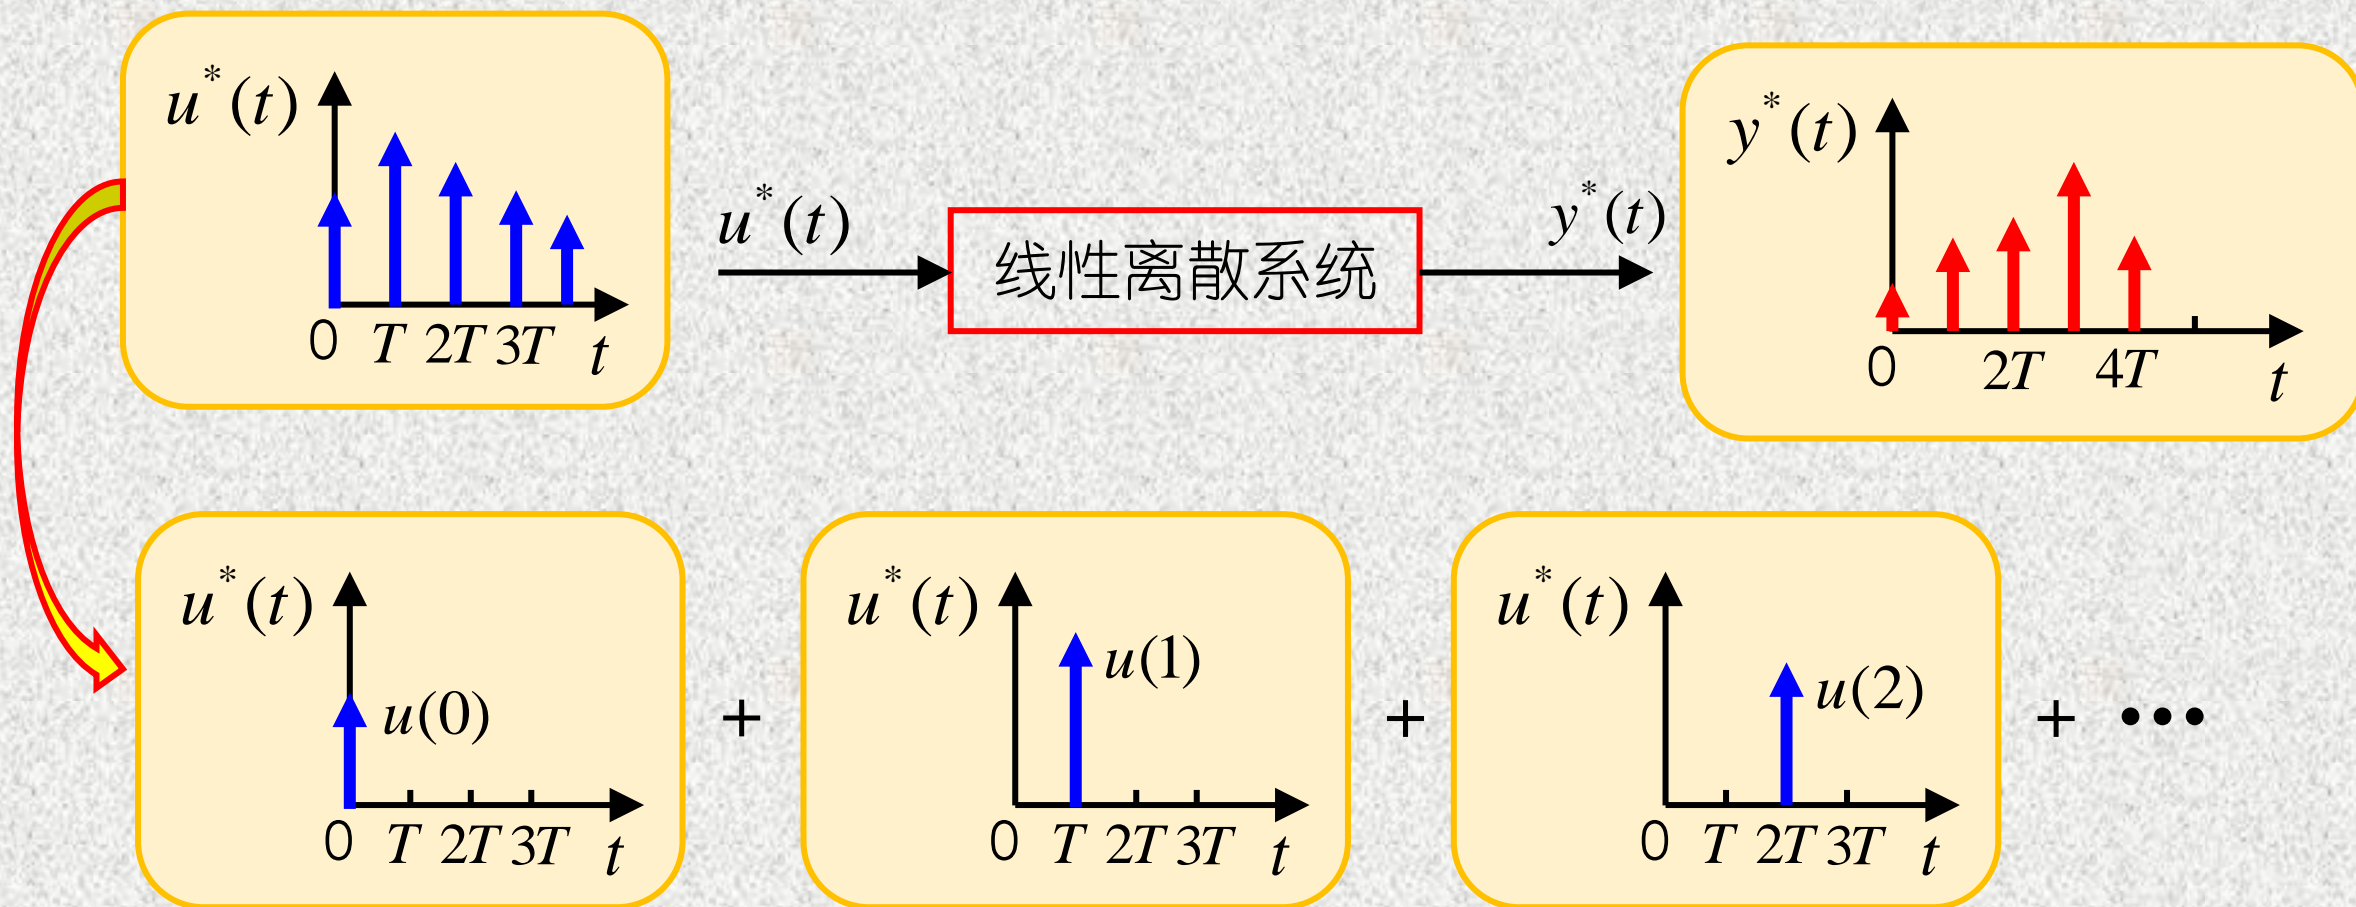 u*(t)
0 T 2T 3T t
u*(t)
线性离散系统
y*(t)
y*(t)
0 2T 4T t
u*(t)
u(0)
0 T 2T 3T t
+
u*(t)
u(1)
0 T 2T 3T t
+
u*(t)
u(2)
0 T 2T 3T t
+ •••